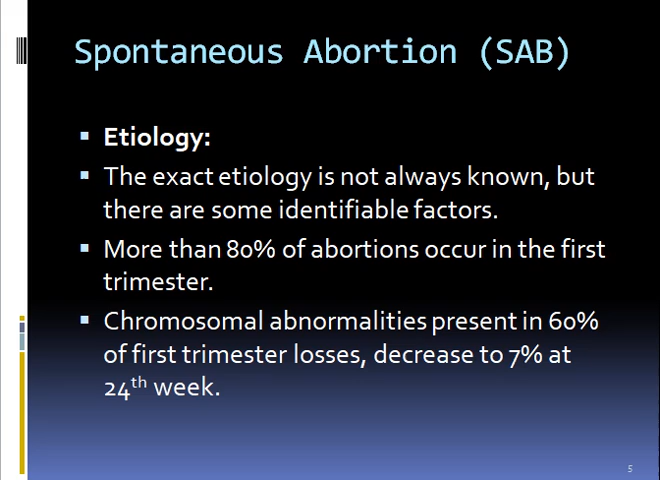 Spontaneous Abortion (SAB)
Etiology:
The exact etiology is not always known, but
there are some identifiable factors.
More than 80% of abortions occur in the first
trimester.
Chromosomal abnormalities present in 60%
of first trimester losses, decrease to 7% at
24th week.
5